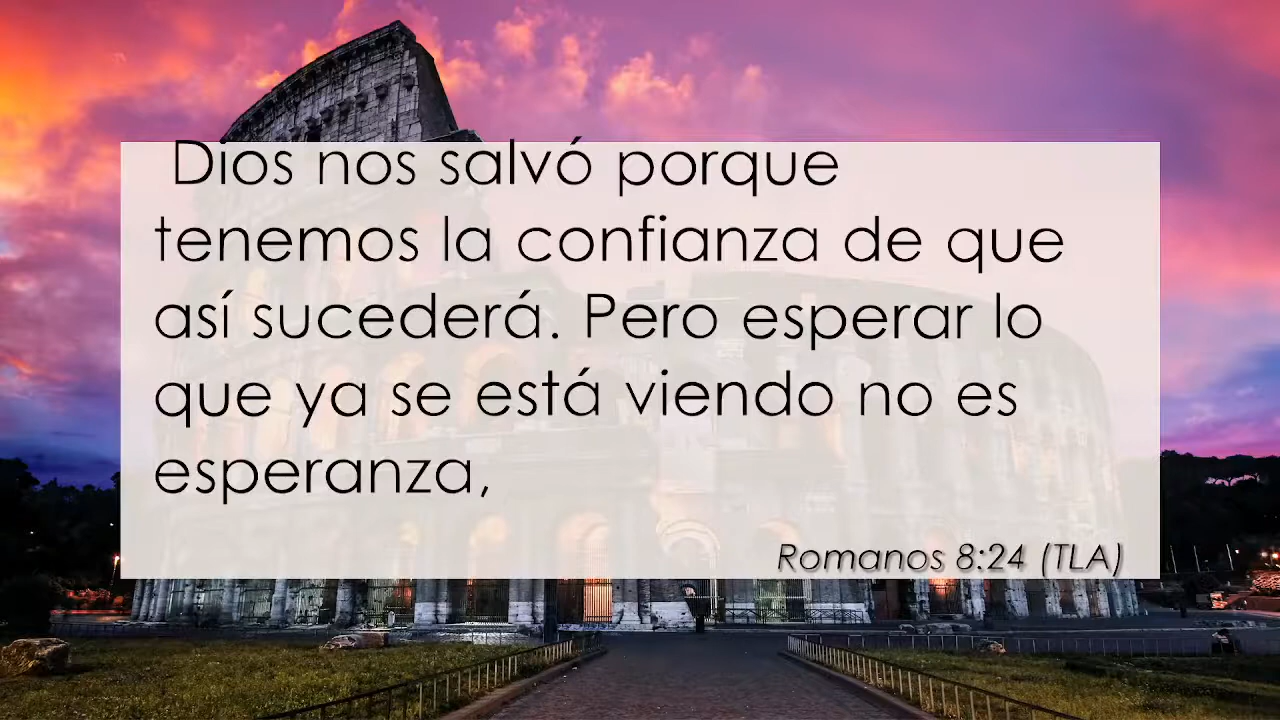 Dios nos salvó porque
tenemos la confianza de que
así sucederá. Pero esperar lo
que ya se está viendo no es
esperanza,
Romanos 8:24 (TLA)